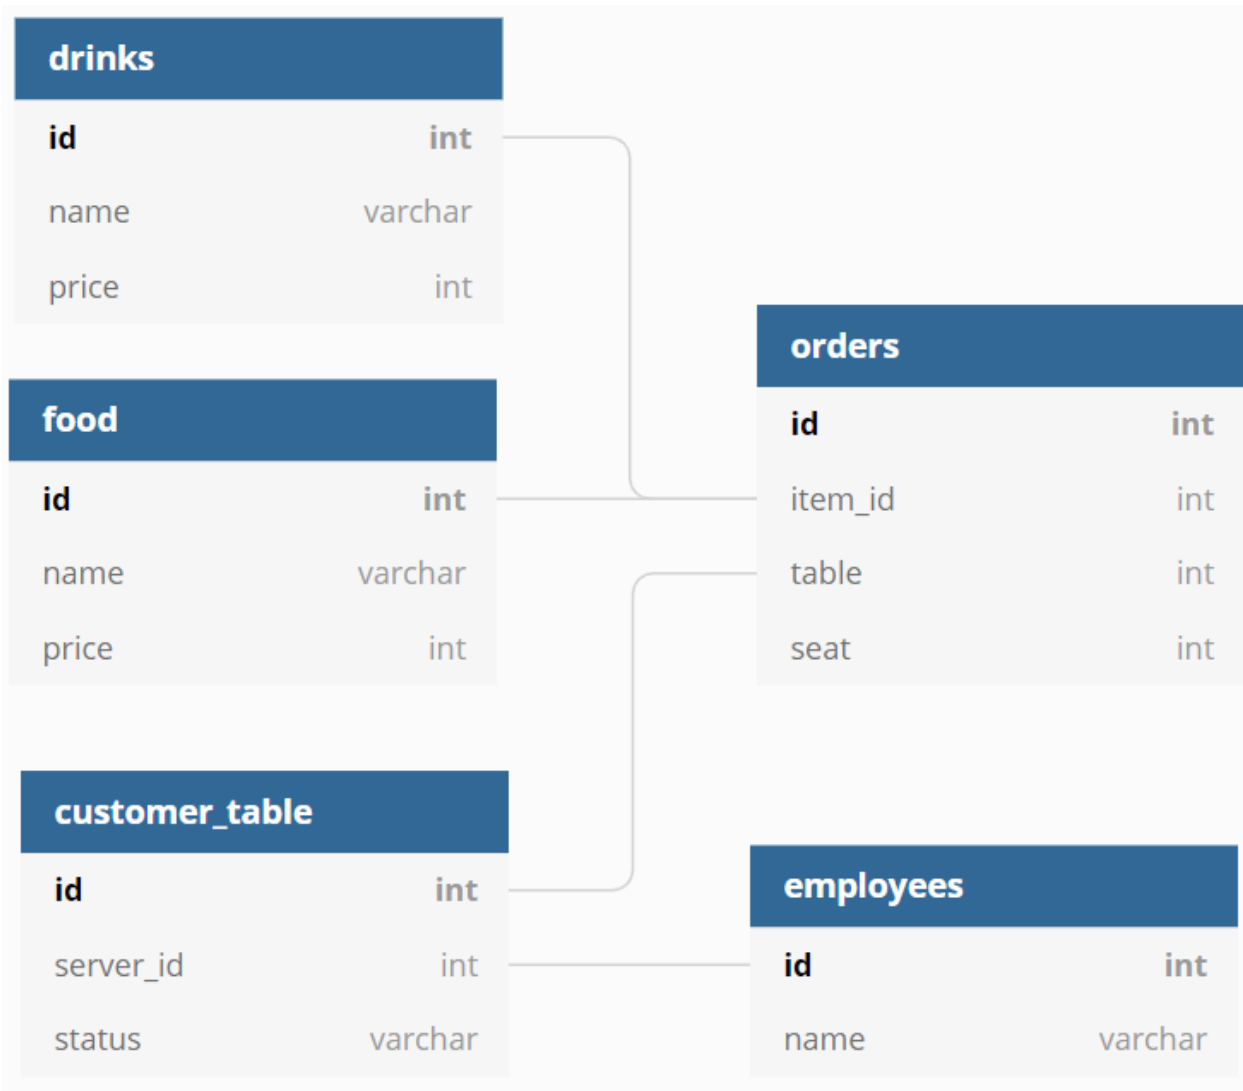 drinks
id int
name varchar
price int
food
id int
name varchar
price int
customer_table
id int
server_id int
status varchar
orders
id int
item_id int
table int
seat int
employees
id int
name varchar